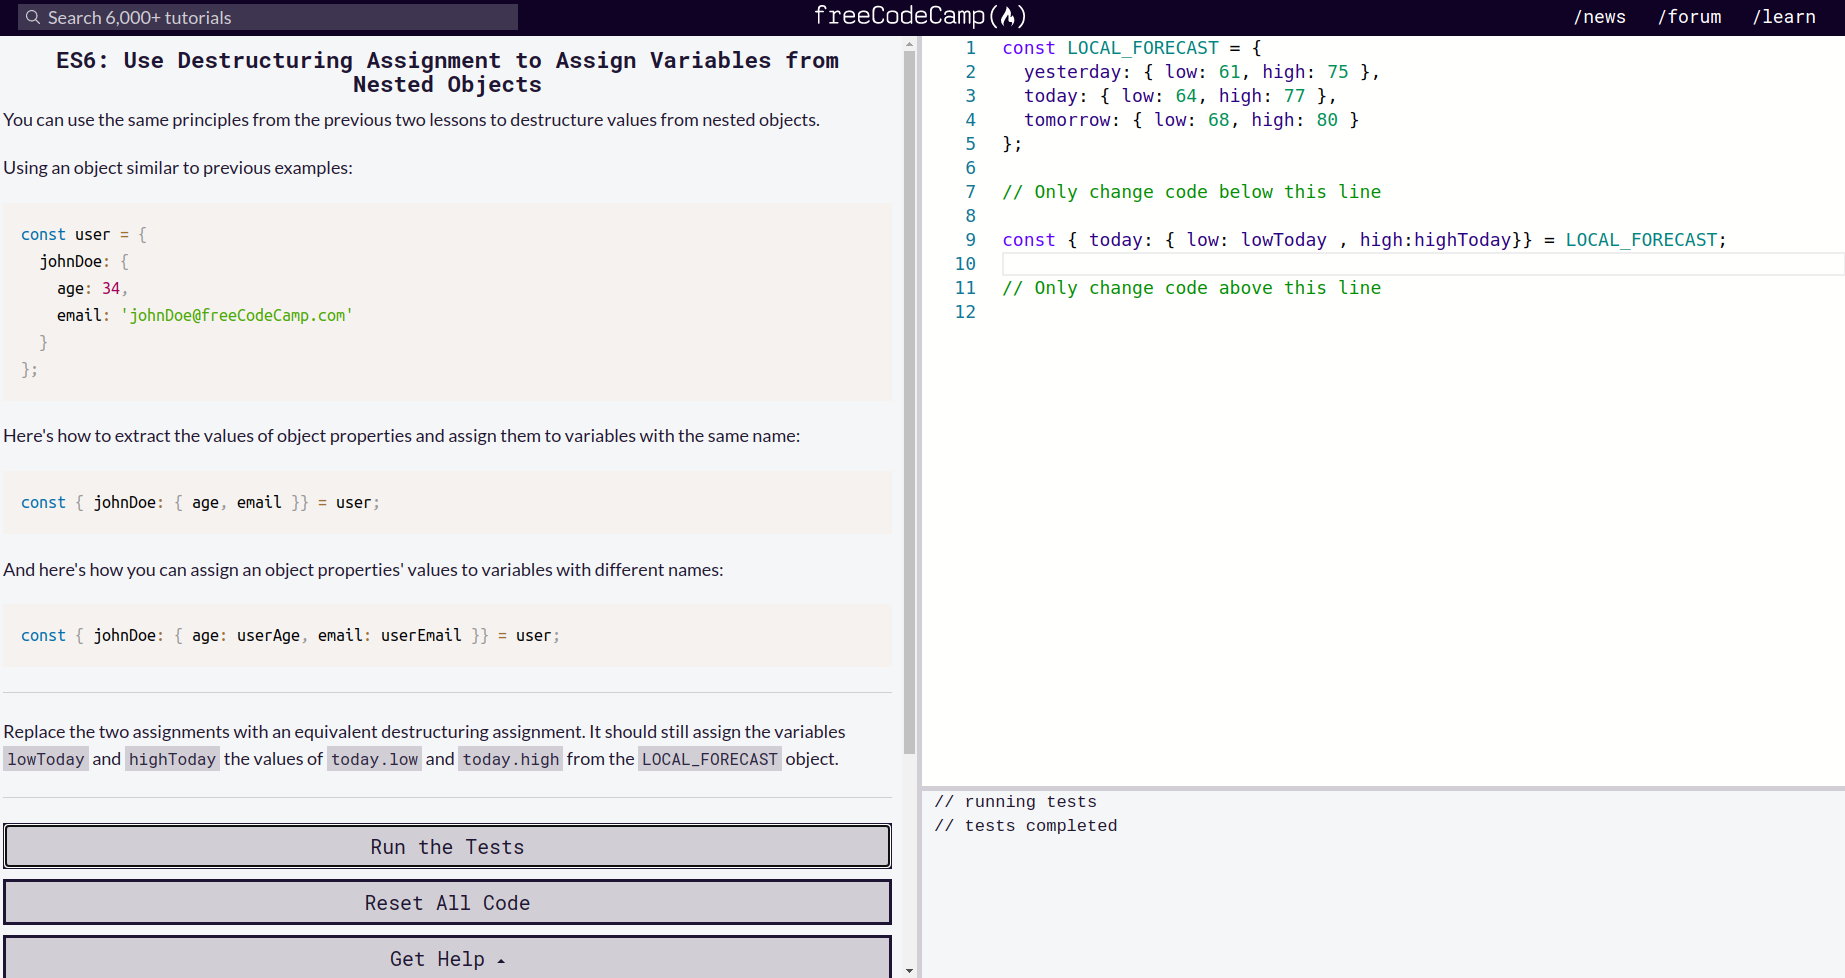 Search 6,000+ tutorials
freeCodeCamp
/news
/forum
/learn
ES6: Use Destructuring Assignment to Assign Variables from
Nested Objects
You can use the same principles from the previous two lessons to destructure values from nested objects.
Using an object similar to previous examples:
const user = {
  johnDoe: {
    age: 34,
    email: 'johnDoe@freeCodeCamp.com'
  }
};
Here's how to extract the values of object properties and assign them to variables with the same name:
const { johnDoe: { age, email }} = user;
And here's how you can assign an object properties' values to variables with different names:
const { johnDoe: { age: userAge, email: userEmail }} = user;
Replace the two assignments with an equivalent destructuring assignment. It should still assign the variables
lowToday and highToday the values of today.low and today.high from the LOCAL_FORECAST object.
Run the Tests
Reset All Code
Get Help
1 const LOCAL_FORECAST = {
2   yesterday: { low: 61, high: 75 },
3   today: { low: 64, high: 77 },
4   tomorrow: { low: 68, high: 80 }
5 };
6
7 // Only change code below this line
8
9 const { today: { low: lowToday , high:highToday}} = LOCAL_FORECAST;
10
11 // Only change code above this line
12
// running tests
// tests completed